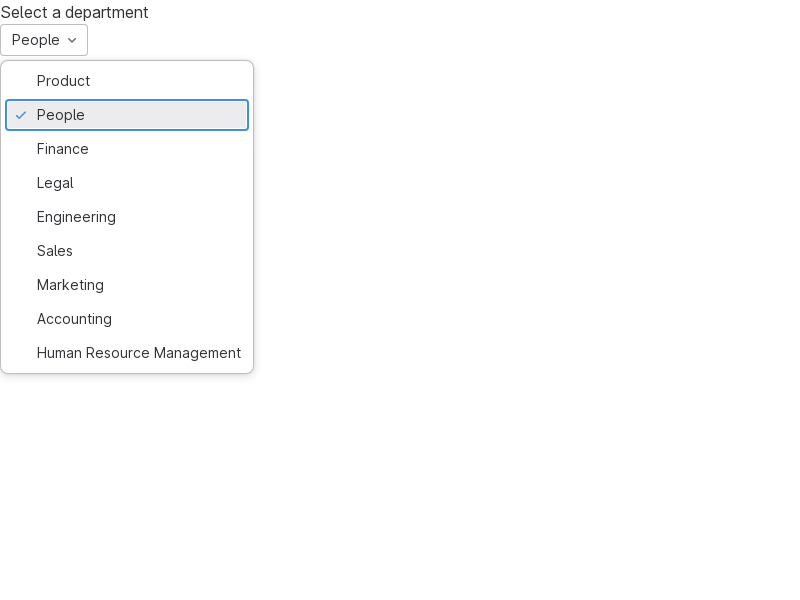 Select a department
People
Product
People
Finance
Legal
Engineering
Sales
Marketing
Accounting
Human Resource Management